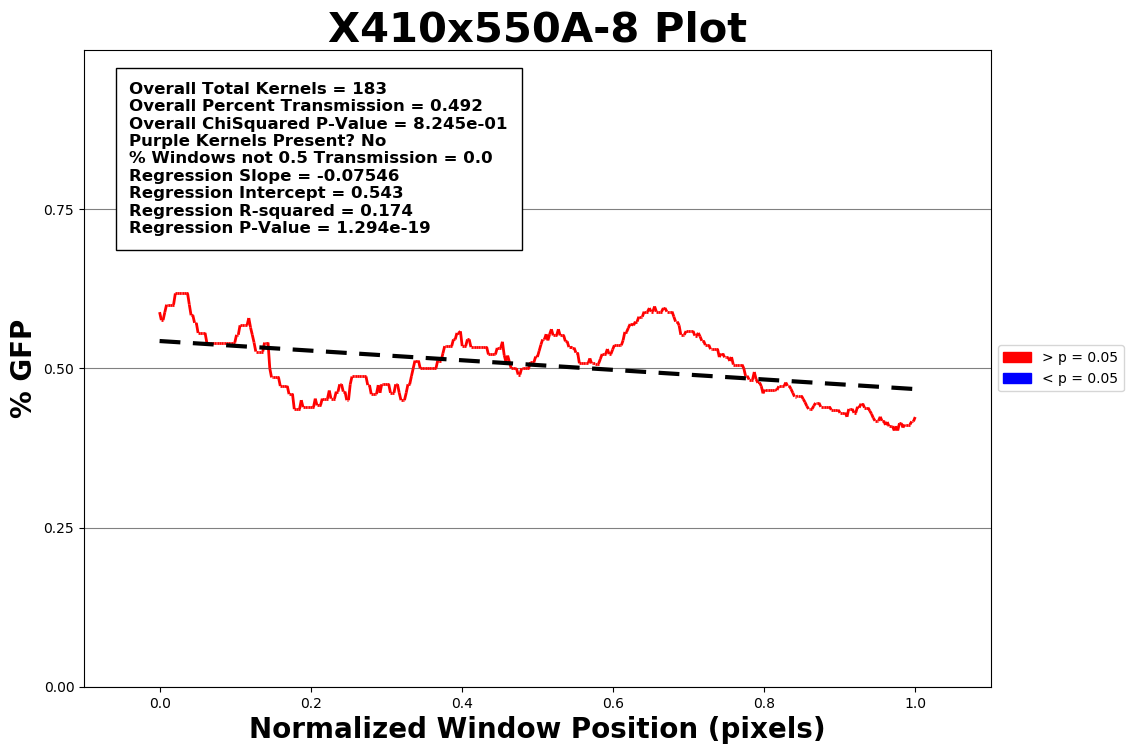 X410x550A-8 Plot
Overall Total Kernels = 183
Overall Percent Transmission = 0.492
Overall ChiSquared P-Value = 8.245e-01
Purple Kernels Present? No
% Windows not 0.5 Transmission = 0.0
Regression Slope = -0.07546
Regression Intercept = 0.543
Regression R-squared = 0.174
Regression P-Value = 1.294e-19
0.75
0.50
0.25
0.00
% GFP
> p = 0.05
< p = 0.05
0.0 0.2 0.4 0.6 0.8 1.0
Normalized Window Position (pixels)